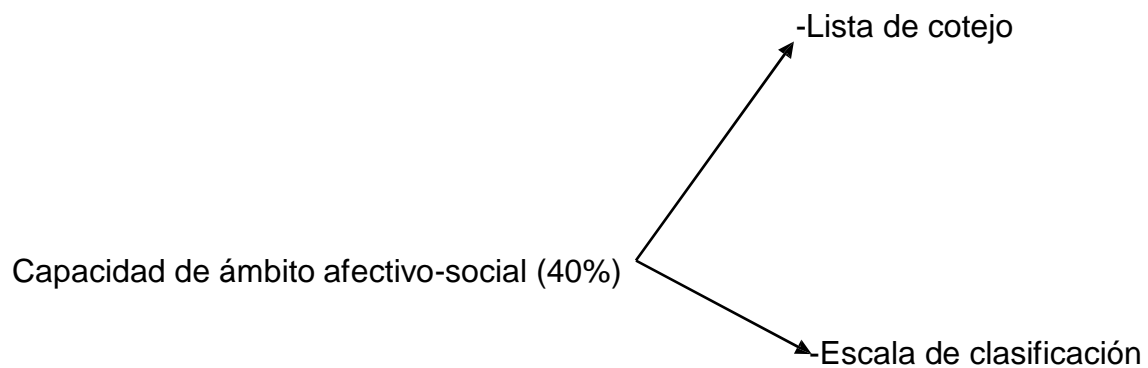 -Lista de cotejo
Capacidad de ámbito afectivo-social (40%)
-Escala de clasificación